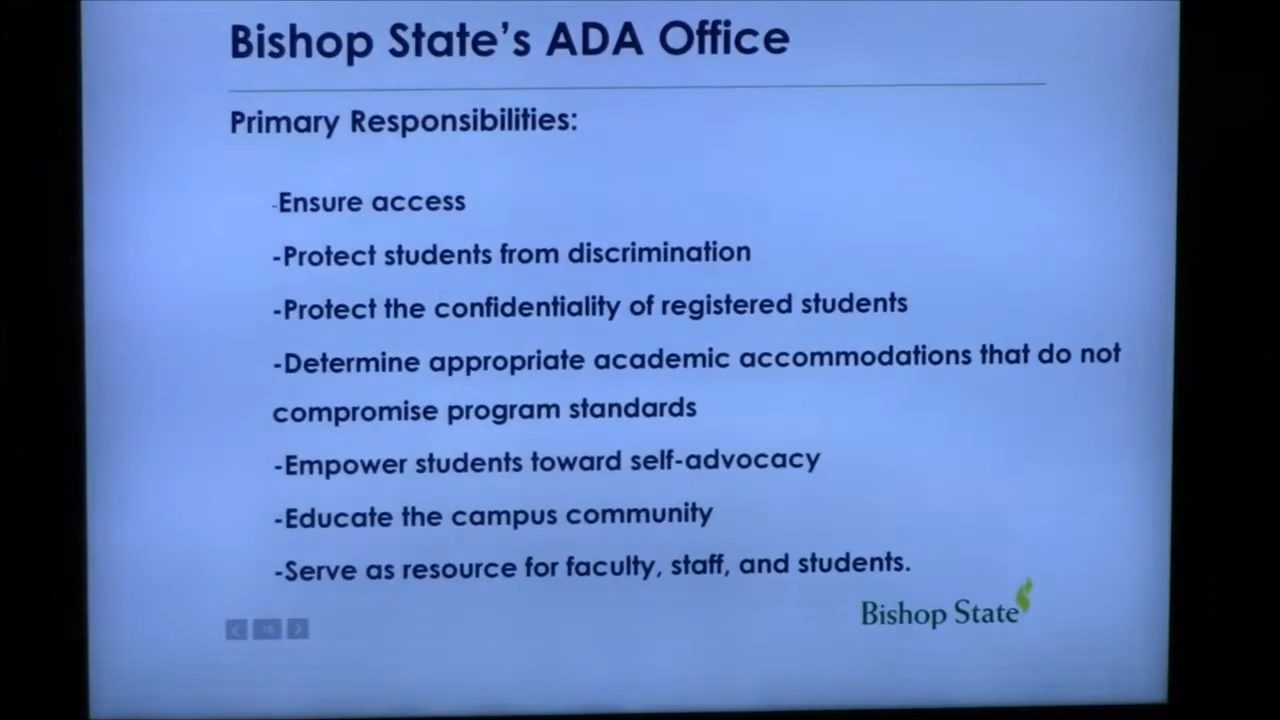 Bishop State's ADA Office
Primary Responsibilities:
-Ensure access
-Protect students from discrimination
-Protect the confidentiality of registered students
-Determine appropriate academic accommodations that do not
compromise program standards
-Empower students toward self-advocacy
-Educate the campus community
-Serve as resource for faculty, staff, and students.
Bishop State